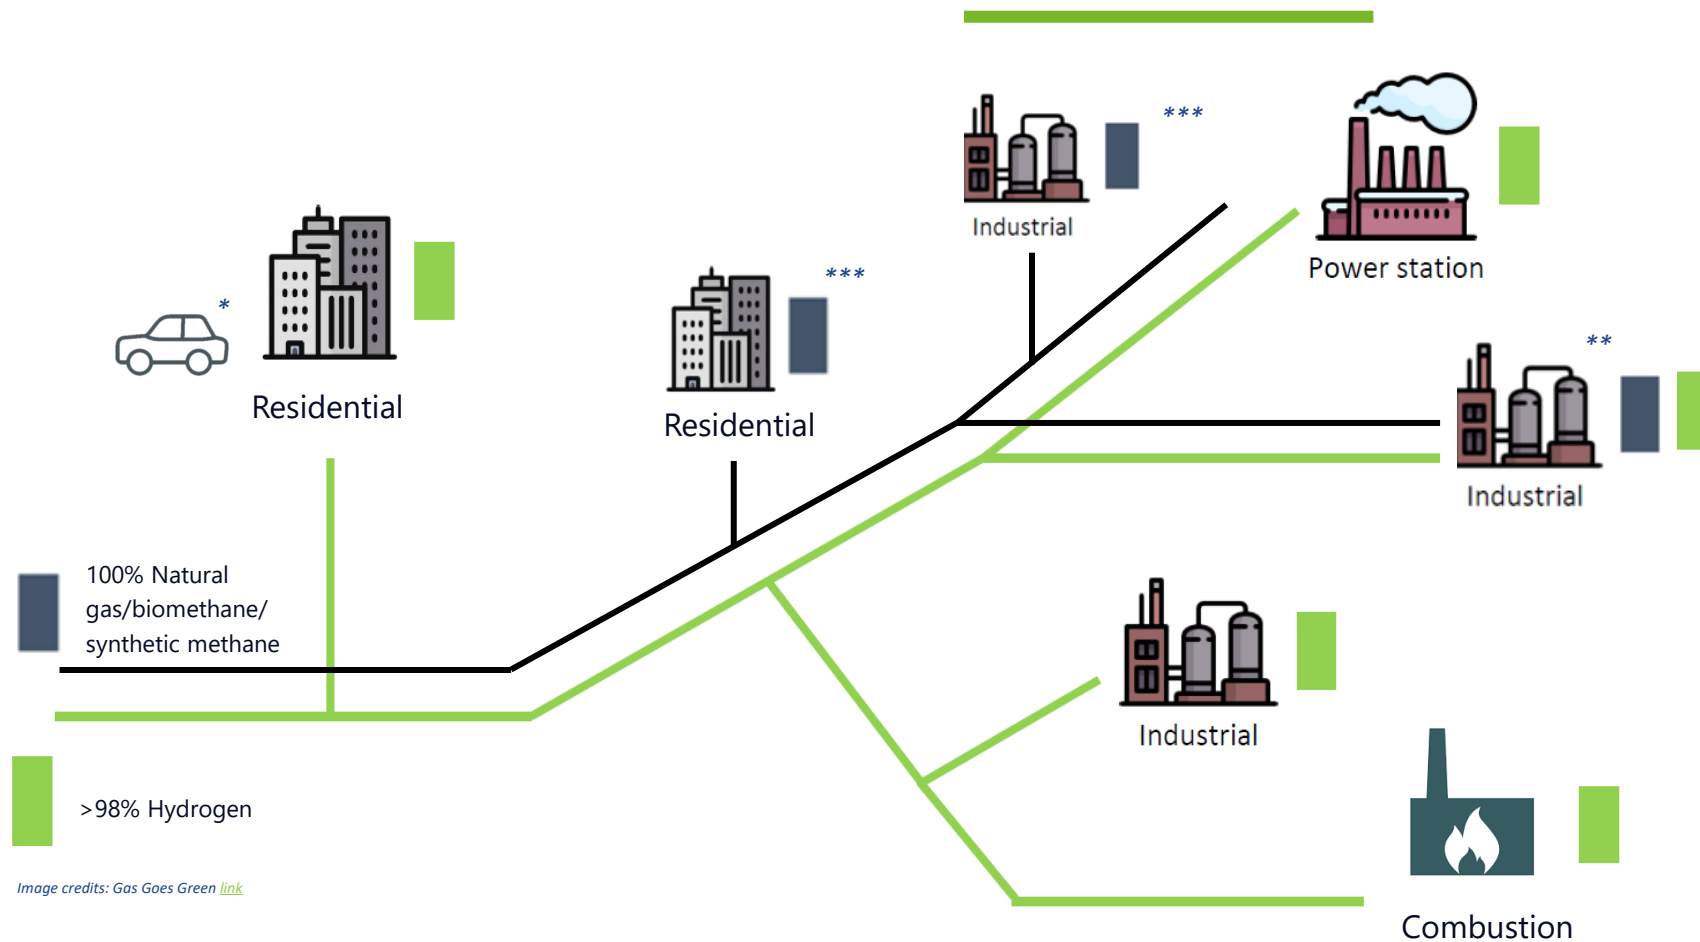 ***
Industrial
Power station
*
Residential
***
Residential
**
Industrial
100% Natural
gas/biomethane/
synthetic methane
Industrial
>98% Hydrogen
Image credits: Gas Goes Green link
Combustion